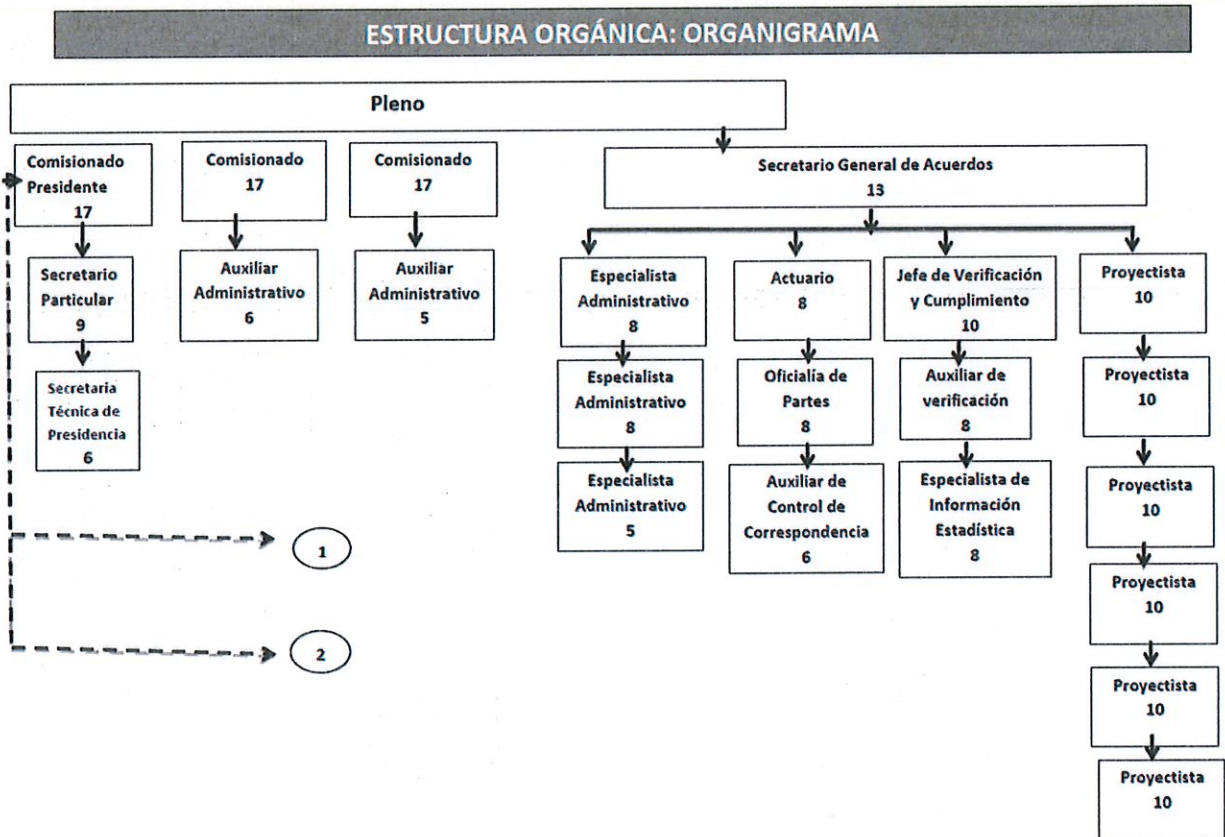 ESTRUCTURA ORGÁNICA: ORGANIGRAMA
Pleno
Comisionado
Presidente
17
Comisionado
17
Comisionado
17
Secretario General de Acuerdos
13
Secretario
Particular
9
Auxiliar
Administrativo
6
Auxiliar
Administrativo
5
Especialista
Administrativo
8
Actuario
8
Jefe de Verificación
y Cumplimiento
10
Proyectista
10
Secretaria
Técnica de
Presidencia
6
Especialista
Administrativo
8
Oficialía de
Partes
8
Auxiliar de
verificación
8
Proyectista
10
Especialista
Administrativo
5
Auxiliar de
Control de
Correspondencia
6
Especialista de
Información
Estadística
8
Proyectista
10
1
Proyectista
10
2
Proyectista
10
Proyectista
10